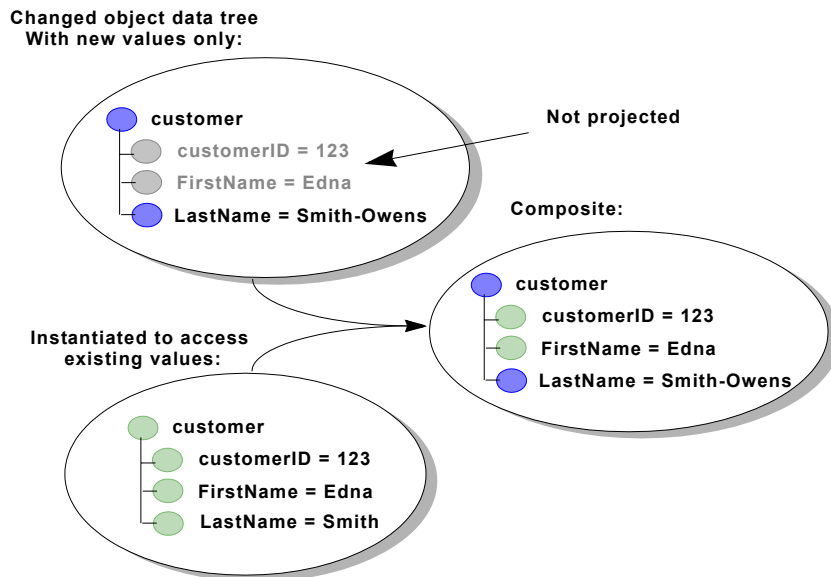 Changed object data tree
With new values only:
customer
customerID = 123
FirstName = Edna
LastName = Smith-Owens
Not projected
Composite:
customer
customerID = 123
FirstName = Edna
LastName = Smith-Owens
Instantiated to access
existing values:
customer
customerID = 123
FirstName = Edna
LastName = Smith